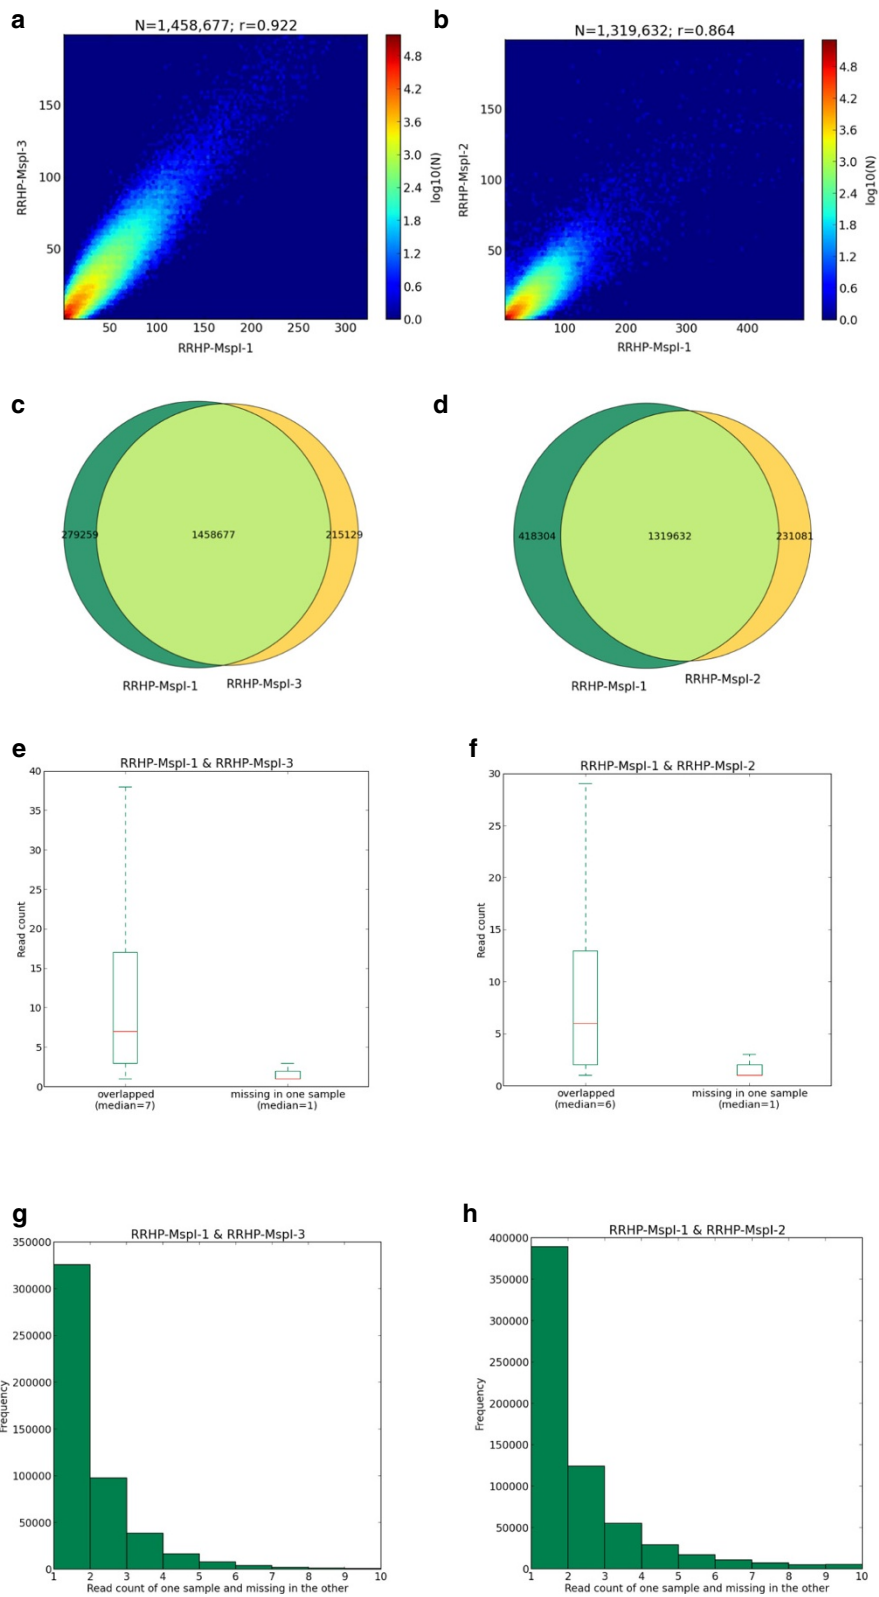 a
N=1,458,677; r=0.922
150
100
50
RRHP-MspI-3
50 100 150 200 250 300
RRHP-MspI-1
4.8
4.2
3.6
3.0
2.4
1.8
1.2
0.6
0.0
log10(N)
b
N=1,319,632; r=0.864
150
100
50
RRHP-MspI-2
100 200 300 400
RRHP-MspI-1
4.8
4.2
3.6
3.0
2.4
1.8
1.2
0.6
0.0
log10(N)
c
279259 1458677 215129
RRHP-MspI-1 RRHP-MspI-3
d
418304 1319632 231081
RRHP-MspI-1 RRHP-MspI-2
e
RRHP-MspI-1 & RRHP-MspI-3
40
35
30
25
20
15
10
5
0
Read count
overlapped missing in one sample
(median=7) (median=1)
f
RRHP-MspI-1 & RRHP-MspI-2
30
25
20
15
10
5
0
Read count
overlapped missing in one sample
(median=6) (median=1)
g
RRHP-MspI-1 & RRHP-MspI-3
350000
300000
250000
200000
150000
100000
50000
0
Frequency
1 2 3 4 5 6 7 8 9 10
Read count of one sample and missing in the other
h
RRHP-MspI-1 & RRHP-MspI-2
400000
350000
300000
250000
200000
150000
100000
50000
0
Frequency
1 2 3 4 5 6 7 8 9 10
Read count of one sample and missing in the other